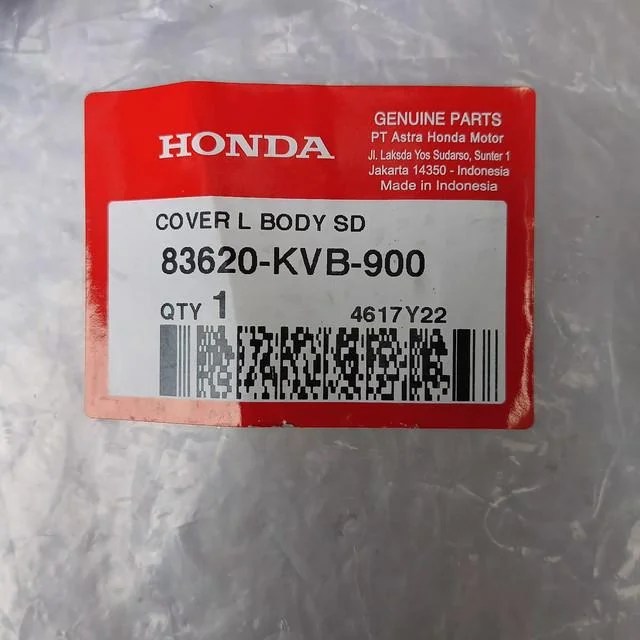 HONDA
GENUINE PARTS
PT Astra Honda Motor
Jl. Laksda Yos Sudarso, Sunter 1
Jakarta 14350 - Indonesia
Made in Indonesia
COVER L BODY SD
83620-KVB-900
QTY 1 4617Y22